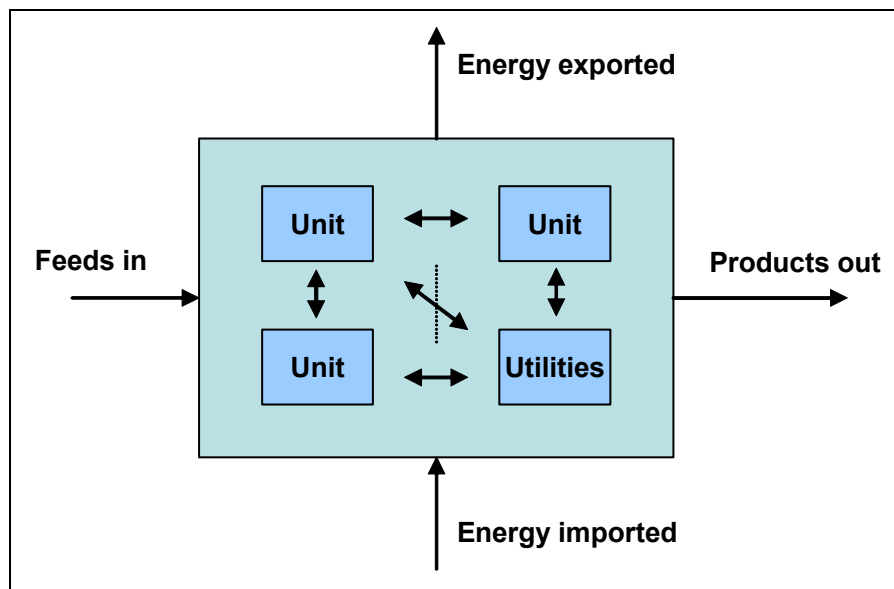 Energy exported
Unit
Unit
Feeds in
Products out
Unit
Utilities
Energy imported